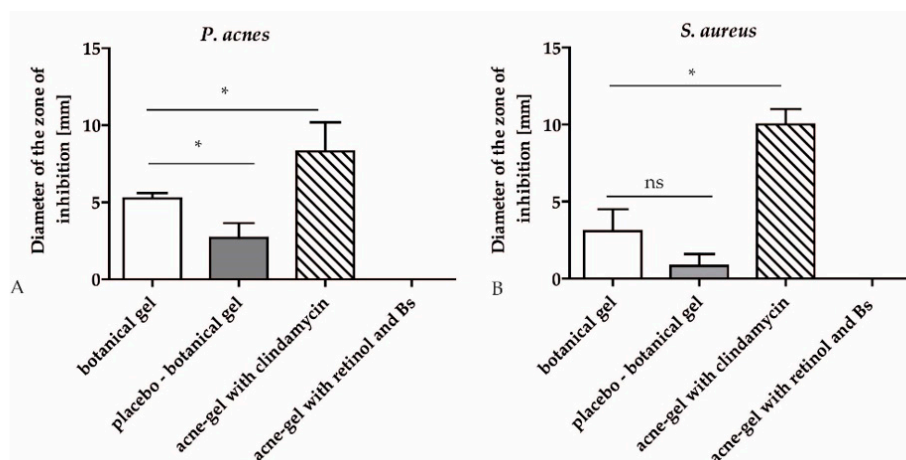 P. acnes
15
10
5
0
Diameter of the zone of
inhibition [mm]
*
*
botanical gel
placebo - botanical gel
acne-gel with clindamycin
acne-gel with retinol and Bs
A
S. aureus
15
10
5
0
Diameter of the zone of
inhibition [mm]
*
ns
botanical gel
placebo - botanical gel
acne-gel with clindamycin
acne-gel with retinol and Bs
B